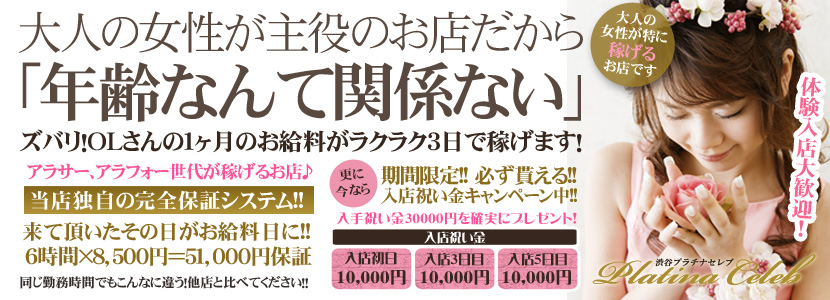 大人の女性が主役のお店だから
「年齢なんて関係ない」
ズバリ!OLさんの1ヶ月のお給料がラクラク3日で稼げます!
アラサー、アラフォー世代が稼げるお店♪
当店独自の完全保証システム!!
来て頂いたその日がお給料日に!!
6時間×8,500円=51,000円保証
同じ勤務時間でもこんなに違う!他店と比べてください!!
更に
今なら
期間限定!! 必ず貰える!!
入店祝い金キャンペーン中!!
入手祝い金30000円を確実にプレゼント!
入店祝い金
入店初日
10,000円
入店3日目
10,000円
入店5日目
10,000円
大人の
女性が特に
稼げる
お店です
体験入店大歓迎!
渋谷プラチナセレブ
Platina Celeb